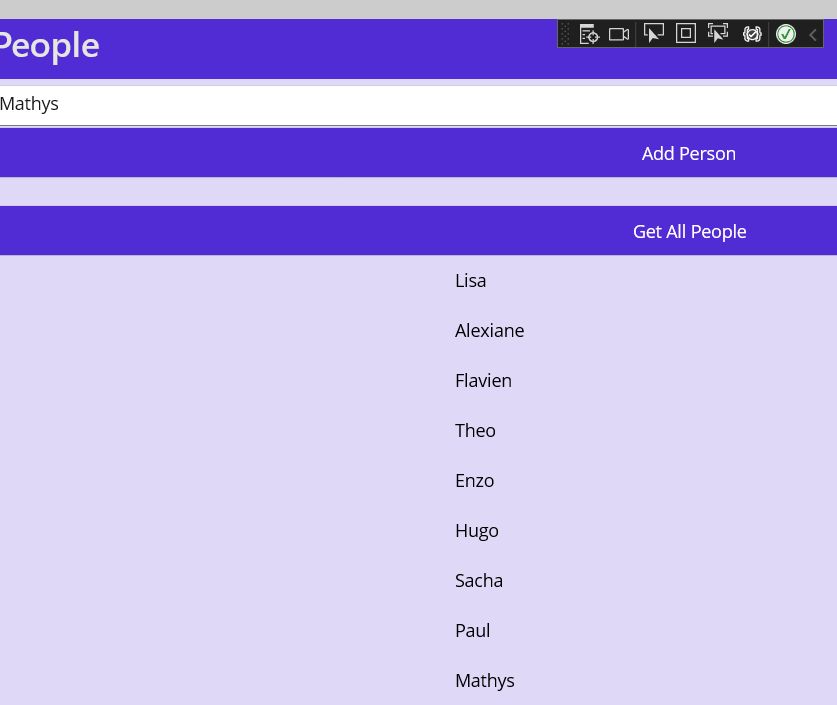 People
Mathys
Add Person
Get All People
Lisa
Alexiane
Flavien
Theo
Enzo
Hugo
Sacha
Paul
Mathys